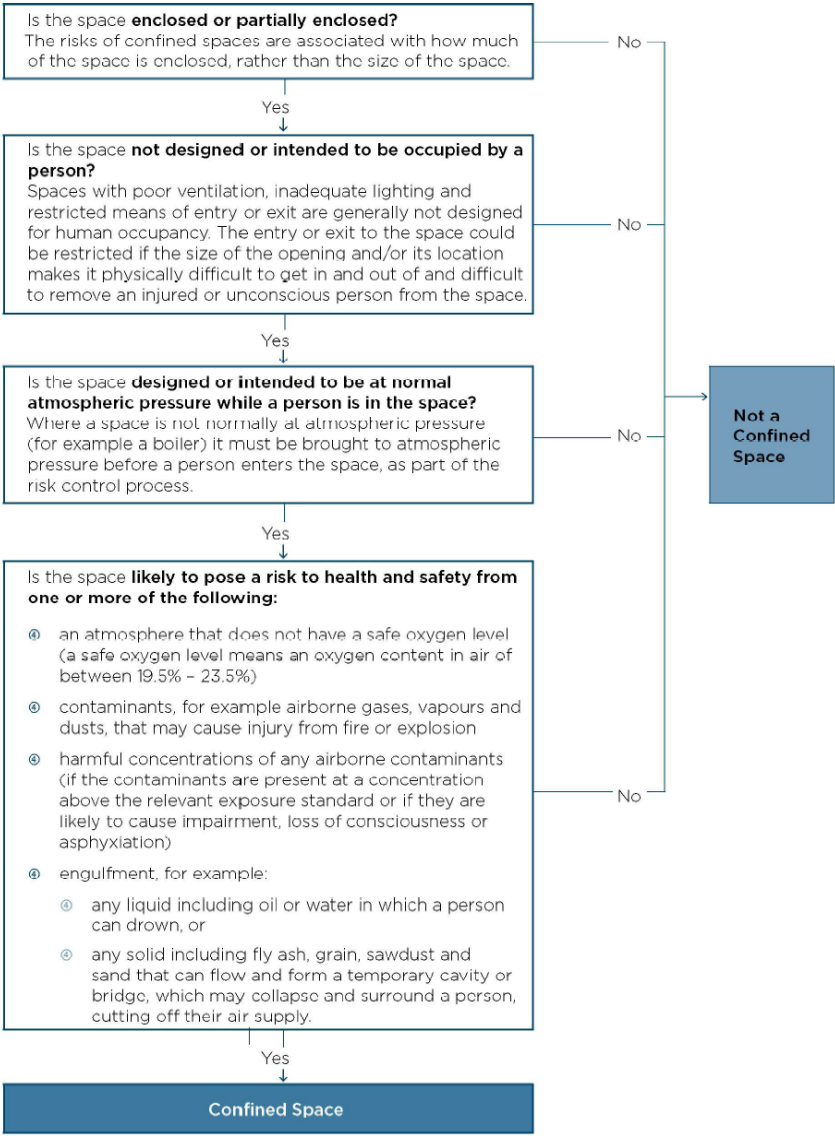 Is the space enclosed or partially enclosed?
The risks of confined spaces are associated with how much
of the space is enclosed, rather than the size of the space.
No
Yes
Is the space not designed or intended to be occupied by a
person?
Spaces with poor ventilation, inadequate lighting and
restricted means of entry or exit are generally not designed
for human occupancy. The entry or exit to the space could
be restricted if the size of the opening and/or its location
makes it physically difficult to get in and out of and difficult
to remove an injured or unconscious person from the space.
No
Yes
Is the space designed or intended to be at normal
atmospheric pressure while a person is in the space?
Where a space is not normally at atmospheric pressure
(for example a boiler) it must be brought to atmospheric
pressure before a person enters the space, as part of the
risk control process.
No
Not a
Confined
Space
Yes
Is the space likely to pose a risk to health and safety from
one or more of the following:
④ an atmosphere that does not have a safe oxygen level
(a safe oxygen level means an oxygen content in air of
between 19.5% – 23.5%)
④ contaminants, for example airborne gases, vapours and
dusts, that may cause injury from fire or explosion
④ harmful concentrations of any airborne contaminants
(if the contaminants are present at a concentration
above the relevant exposure standard or if they are
likely to cause impairment, loss of consciousness or
asphyxiation)
④ engulfment, for example:
④ any liquid including oil or water in which a person
can drown, or
④ any solid including fly ash, grain, sawdust and
sand that can flow and form a temporary cavity or
bridge, which may collapse and surround a person,
cutting off their air supply.
No
Yes
Confined Space